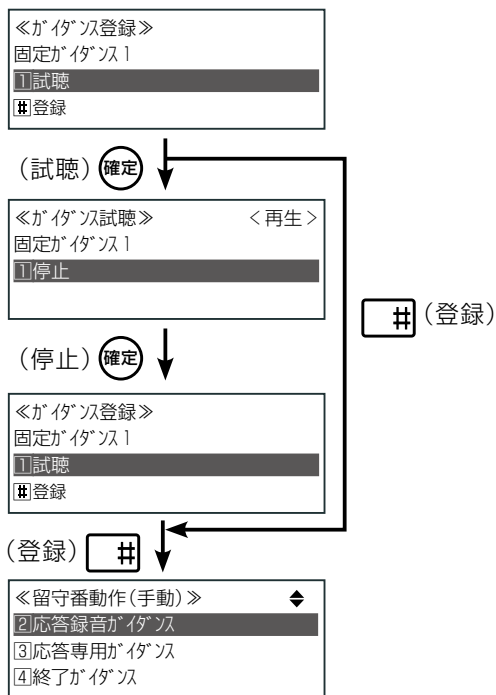 ≪ｶﾞｲﾀﾞﾝｽ登録≫
固定ｶﾞｲﾀﾞﾝｽ1
1試聴
#登録
(試聴) 確定
≪ｶﾞｲﾀﾞﾝｽ試聴≫ <再生>
固定ｶﾞｲﾀﾞﾝｽ1
1停止
# (登録)
(停止) 確定
≪ｶﾞｲﾀﾞﾝｽ登録≫
固定ｶﾞｲﾀﾞﾝｽ1
1試聴
#登録
(登録) #
≪留守番動作(手動)≫
2応答録音ｶﾞｲﾀﾞﾝｽ
3応答専用ｶﾞｲﾀﾞﾝｽ
4終了ｶﾞｲﾀﾞﾝｽ